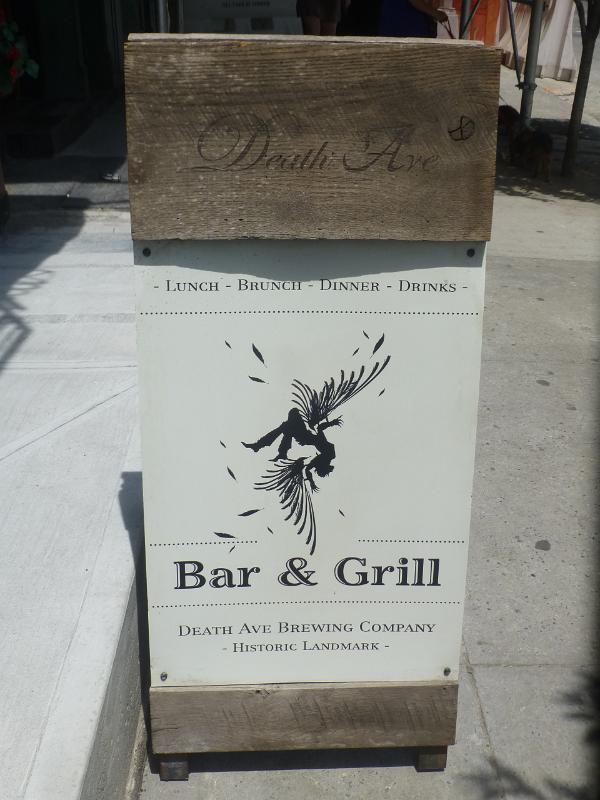 Death Ave
- LUNCH - BRUNCH - DINNER - DRINKS -
Bar & Grill
DEATH AVE BREWING COMPANY
- HISTORIC LANDMARK -